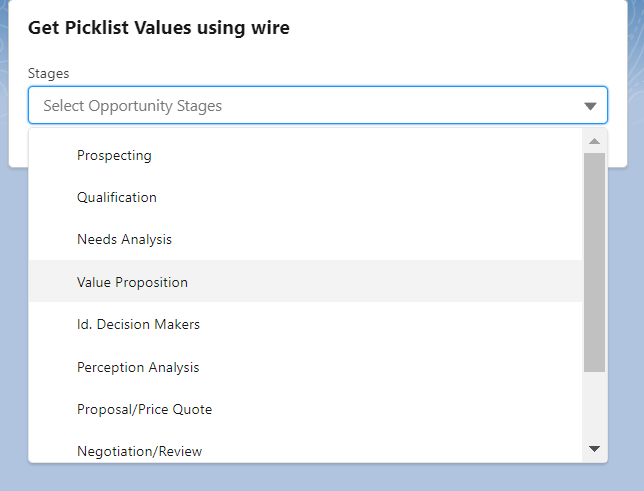 Get Picklist Values using wire
Stages
Select Opportunity Stages
Prospecting
Qualification
Needs Analysis
Value Proposition
Id. Decision Makers
Perception Analysis
Proposal/Price Quote
Negotiation/Review